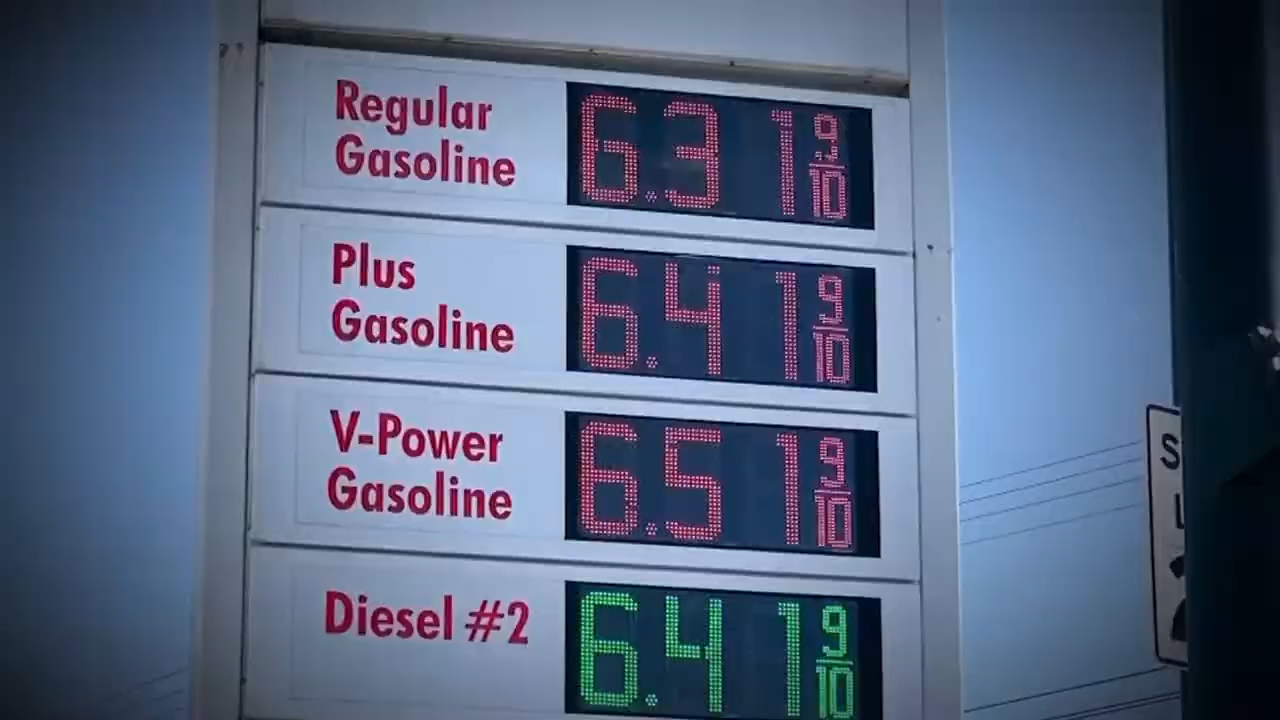 Regular
Gasoline
6.31 9/10
Plus
Gasoline
6.41 9/10
V-Power
Gasoline
6.51 9/10
Diesel #2
6.41 9/10
S